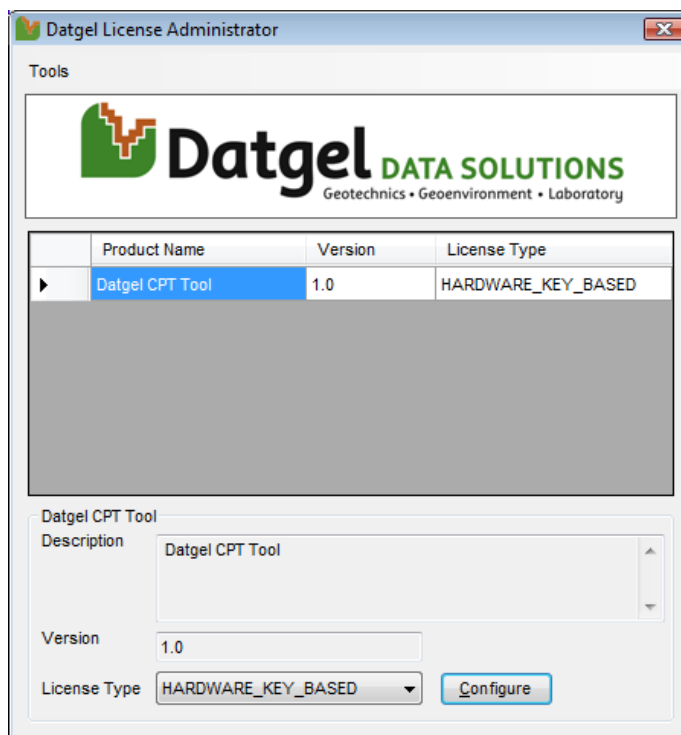 Datgel License Administrator
Tools
Datgel DATA SOLUTIONS
Geotechnics • Geoenvironment • Laboratory
Product Name Version License Type
Datgel CPT Tool 1.0 HARDWARE_KEY_BASED
Datgel CPT Tool
Description Datgel CPT Tool
Version 1.0
License Type HARDWARE_KEY_BASED Configure